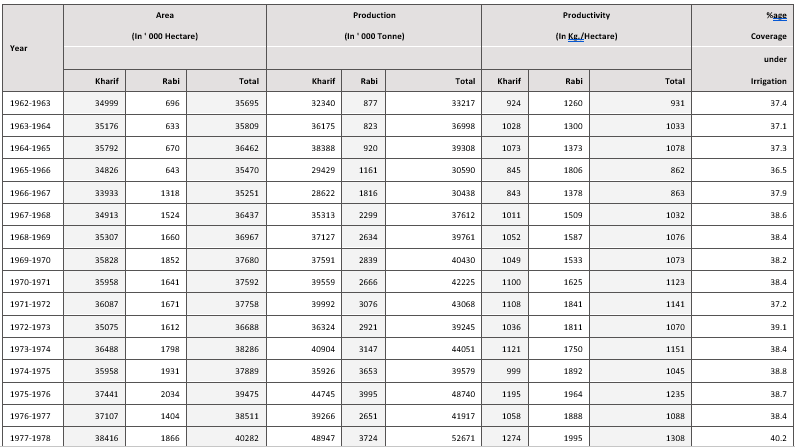 Area Production Productivity %age
(In ' 000 Hectare) (In ' 000 Tonne) (In Kg./Hectare) Coverage
Year
under
Kharif Rabi Total Kharif Rabi Total Kharif Rabi Total Irrigation
1962-1963 34999 696 35695 32340 877 33217 924 1260 931 37.4
1963-1964 35176 633 35809 36175 823 36998 1028 1300 1033 37.1
1964-1965 35792 670 36462 38388 920 39308 1073 1373 1078 37.3
1965-1966 34826 643 35470 29429 1161 30590 845 1806 862 36.5
1966-1967 33933 1318 35251 28622 1816 30438 843 1378 863 37.9
1967-1968 34913 1524 36437 35313 2299 37612 1011 1509 1032 38.6
1968-1969 35307 1660 36967 37127 2634 39761 1052 1587 1076 38.4
1969-1970 35828 1852 37680 37591 2839 40430 1049 1533 1073 38.2
1970-1971 35958 1641 37592 39559 2666 42225 1100 1625 1123 38.4
1971-1972 36087 1671 37758 39992 3076 43068 1108 1841 1141 37.2
1972-1973 35075 1612 36688 36324 2921 39245 1036 1811 1070 39.1
1973-1974 36488 1798 38286 40904 3147 44051 1121 1750 1151 38.4
1974-1975 35958 1931 37889 35926 3653 39579 999 1892 1045 38.8
1975-1976 37441 2034 39475 44745 3995 48740 1195 1964 1235 38.7
1976-1977 37107 1404 38511 39266 2651 41917 1058 1888 1088 38.4
1977-1978 38416 1866 40282 48947 3724 52671 1274 1995 1308 40.2